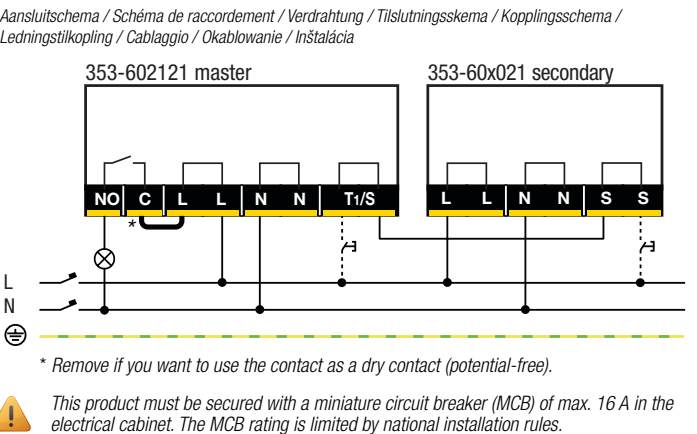 Aansluitschema / Schéma de raccordement / Verdrahtung / Tilslutningsskema / Kopplingsschema /
Ledningstilkopling / Cablaggio / Okablowanie / Inštalácia
353-602121 master
353-60x021 secondary
NO C L L N N T1/S
L L N N S S
*
L
N
* Remove if you want to use the contact as a dry contact (potential-free).
This product must be secured with a miniature circuit breaker (MCB) of max. 16 A in the
electrical cabinet. The MCB rating is limited by national installation rules.